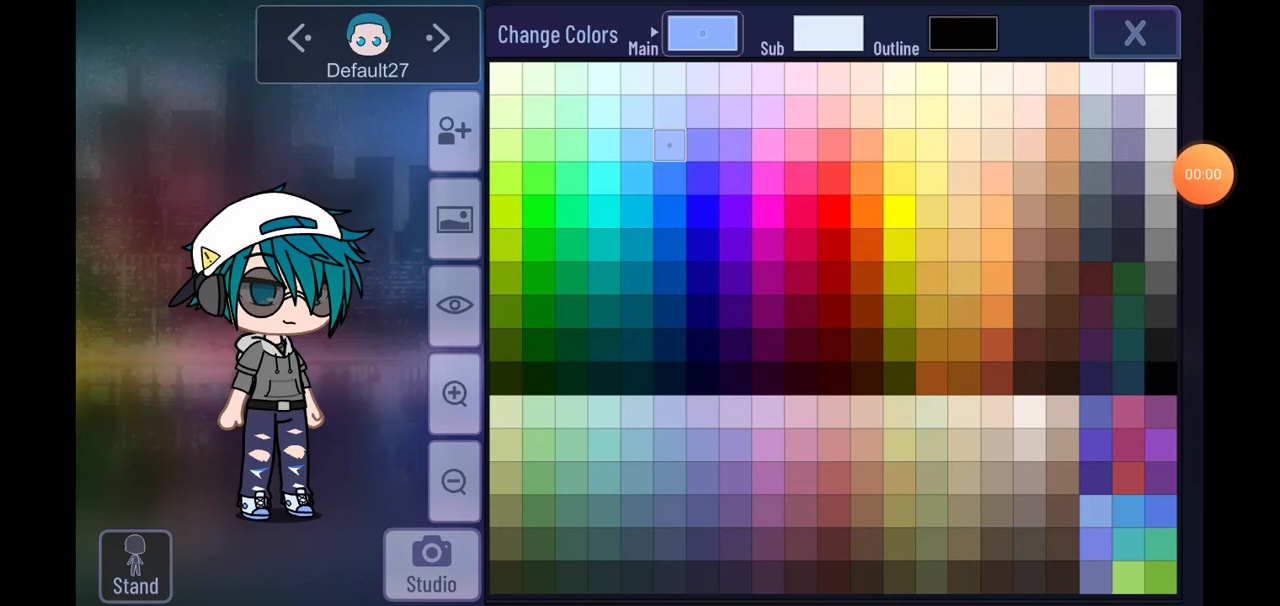 Default27
Change Colors
Main
Sub
Outline
X
00:00
Stand
Studio